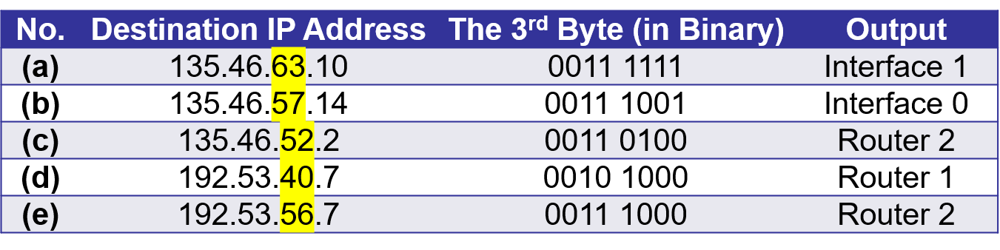 No. Destination IP Address The 3rd Byte (in Binary) Output
(a) 135.46.63.10 0011 1111 Interface 1
(b) 135.46.57.14 0011 1001 Interface 0
(c) 135.46.52.2 0011 0100 Router 2
(d) 192.53.40.7 0010 1000 Router 1
(e) 192.53.56.7 0011 1000 Router 2